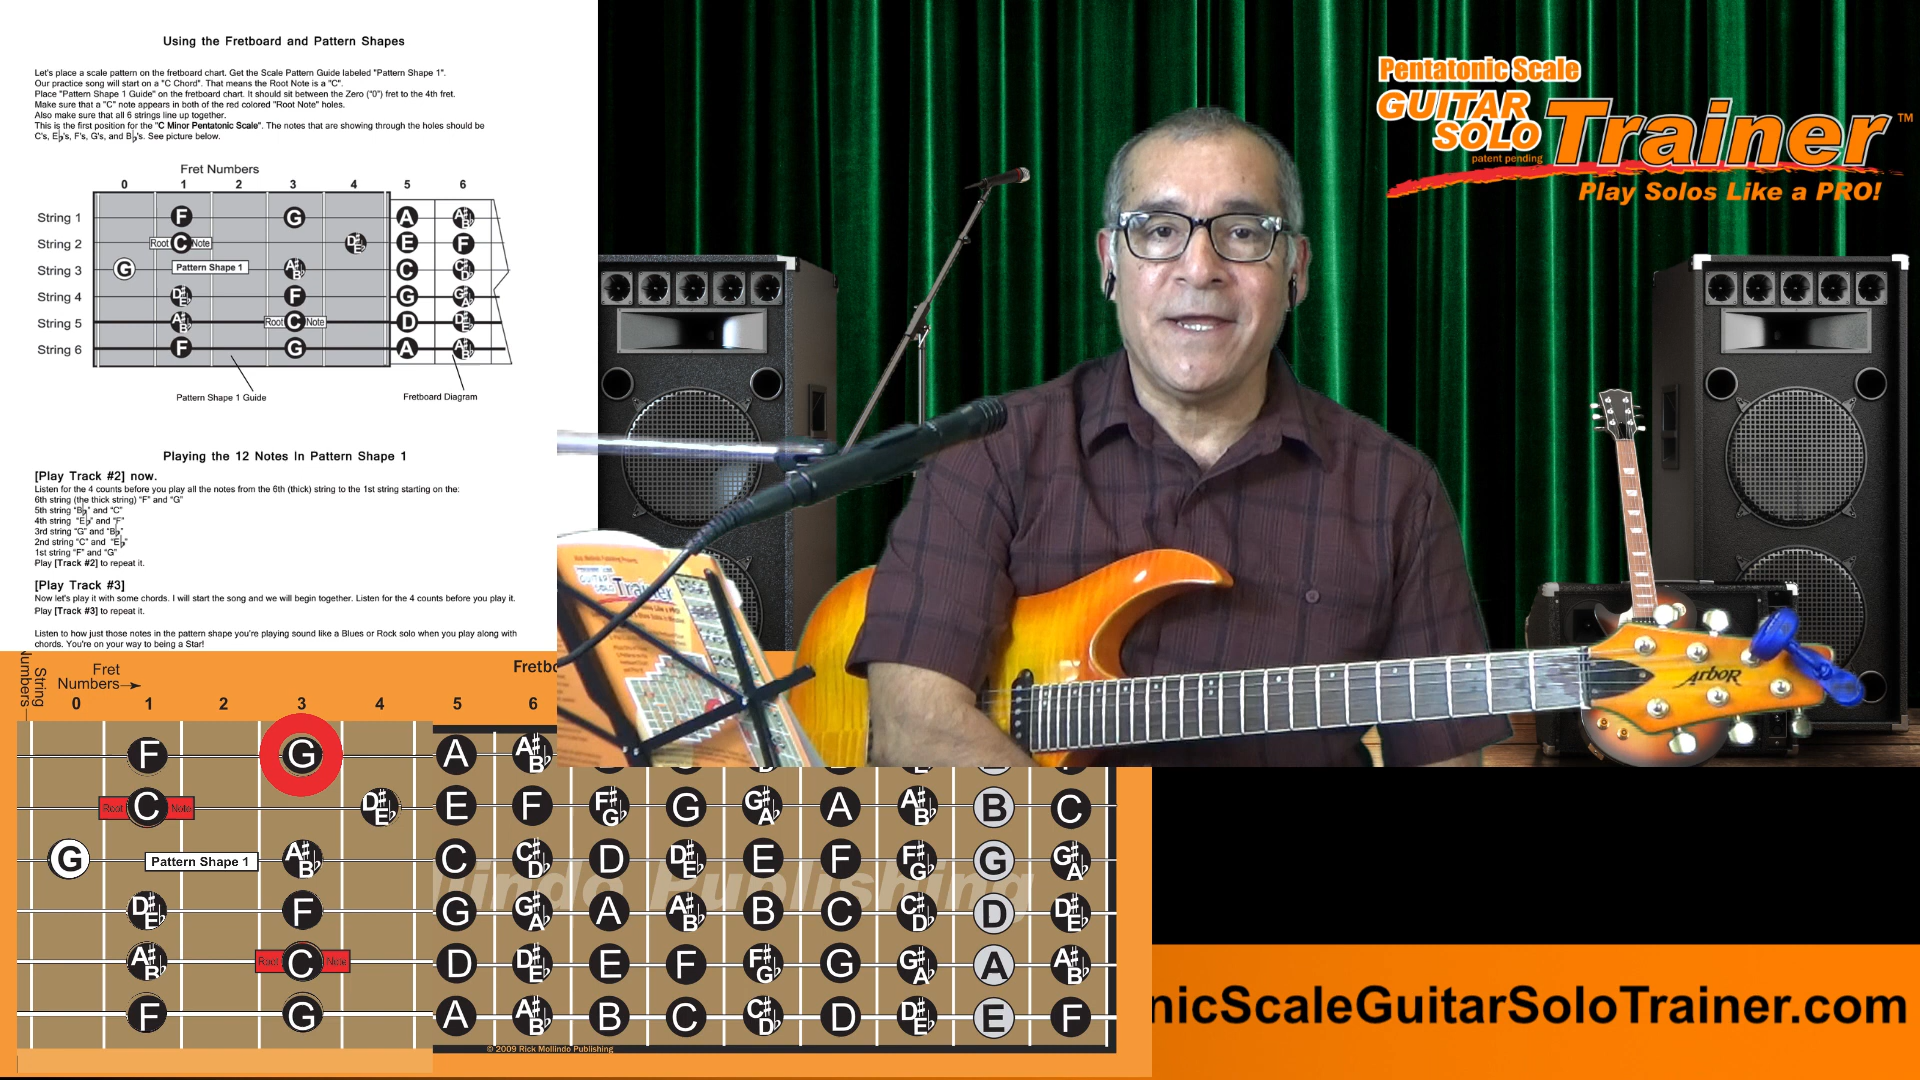 Using the Fretboard and Pattern Shapes
Let's place a scale pattern on the fretboard chart. Get the Scale Pattern Guide labeled "Pattern Shape 1".
Our practice song will start on a "C Chord". That means the Root Note is a "C".
Place "Pattern Shape 1 Guide" on the fretboard chart. It should sit between the Zero ("0") fret to the 4th fret.
Make sure that a "C" note appears in both of the red colored "Root Note" holes.
Also make sure that all 6 strings line up together.
This is the first position for the "C Minor Pentatonic Scale". The notes that are showing through the holes should be
C's, E♭'s, F's, G's, and B♭'s. See picture below.
Fret Numbers
0 1 2 3 4 5 6
String 1 F G A A# B♭
String 2 Root C Note D# E♭ E F
String 3 G Pattern Shape 1 A# B♭ C C# D♭
String 4 D# E♭ F G G# A♭
String 5 A# B♭ Root C Note D D# E♭
String 6 F G A A# B♭
Pattern Shape 1 Guide Fretboard Diagram
Playing the 12 Notes In Pattern Shape 1
[Play Track #2] now.
Listen for the 4 counts before you play all the notes from the 6th (thick) string to the 1st string starting on the:
6th string (the thick string) "F" and "G"
5th string "B♭" and "C"
4th string "E♭" and "F"
3rd string "G" and "B♭"
2nd string "C" and "E♭"
1st string "F" and "G"
Play [Track #2] to repeat it.
[Play Track #3]
Now let's play it with some chords. I will start the song and we will begin together. Listen for the 4 counts before you play it.
Play [Track #3] to repeat it.
Listen to how just those notes in the pattern shape you're playing sound like a Blues or Rock solo when you play along with
chords. You're on your way to being a Star!
Pentatonic Scale
GUITAR
SOLO Trainer™
patent pending
Play Solos Like a PRO!
GUITAR
SOLO Trainer
ArboR
String Numbers
Fret
Numbers
Fretbo
0 1 2 3 4 5 6
F G A A# B♭
Root C Note D# E♭ E F F# G♭ G G# A♭ A A# B♭ B C
G Pattern Shape 1 A# B♭ C C# D♭ D D# E♭ E F F# G♭ G G# A♭
D# E♭ F G G# A♭ A A# B♭ B C C# D♭ D D# E♭
A# B♭ Root C Note D D# E♭ E F F# G♭ G G# A♭ A A# B♭
F G A A# B♭ B C C# D♭ D D# E♭ E F
llindo Publishing
© 2009 Rick Mollindo Publishing
nicScaleGuitarSoloTrainer.com